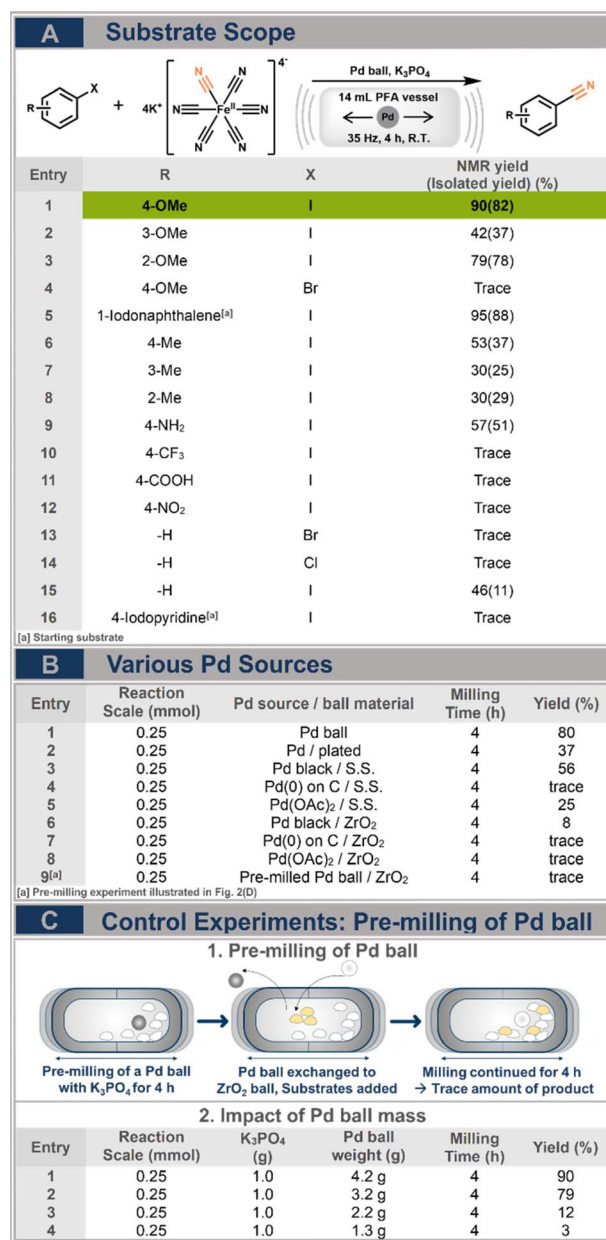 A Substrate Scope
R
X
+
4K⁺
N
N
N
N
N
N
Feᴵᴵ
4-
Pd ball, K₃PO₄
14 mL PFA vessel
Pd
35 Hz, 4 h, R.T.
R
N
Entry R X NMR yield (Isolated yield) (%)
1 4-OMe I 90(82)
2 3-OMe I 42(37)
3 2-OMe I 79(78)
4 4-OMe Br Trace
5 1-Iodonaphthalene[a] I 95(88)
6 4-Me I 53(37)
7 3-Me I 30(25)
8 2-Me I 30(29)
9 4-NH₂ I 57(51)
10 4-CF₃ I Trace
11 4-COOH I Trace
12 4-NO₂ I Trace
13 -H Br Trace
14 -H Cl Trace
15 -H I 46(11)
16 4-Iodopyridine[a] I Trace
[a] Starting substrate
B Various Pd Sources
Entry Reaction Scale (mmol) Pd source / ball material Milling Time (h) Yield (%)
1 0.25 Pd ball 4 80
2 0.25 Pd / plated 4 37
3 0.25 Pd black / S.S. 4 56
4 0.25 Pd(0) on C / S.S. 4 trace
5 0.25 Pd(OAc)₂ / S.S. 4 25
6 0.25 Pd black / ZrO₂ 4 8
7 0.25 Pd(0) on C / ZrO₂ 4 trace
8 0.25 Pd(OAc)₂ / ZrO₂ 4 trace
9[a] 0.25 Pre-milled Pd ball / ZrO₂ 4 trace
[a] Pre-milling experiment illustrated in Fig. 2(D)
C Control Experiments: Pre-milling of Pd ball
1. Pre-milling of Pd ball
Pre-milling of a Pd ball
with K₃PO₄ for 4 h
Pd ball exchanged to
ZrO₂ ball, Substrates added
Milling continued for 4 h
→ Trace amount of product
2. Impact of Pd ball mass
Entry Reaction Scale (mmol) K₃PO₄ (g) Pd ball weight (g) Milling Time (h) Yield (%)
1 0.25 1.0 4.2 g 4 90
2 0.25 1.0 3.2 g 4 79
3 0.25 1.0 2.2 g 4 12
4 0.25 1.0 1.3 g 4 3